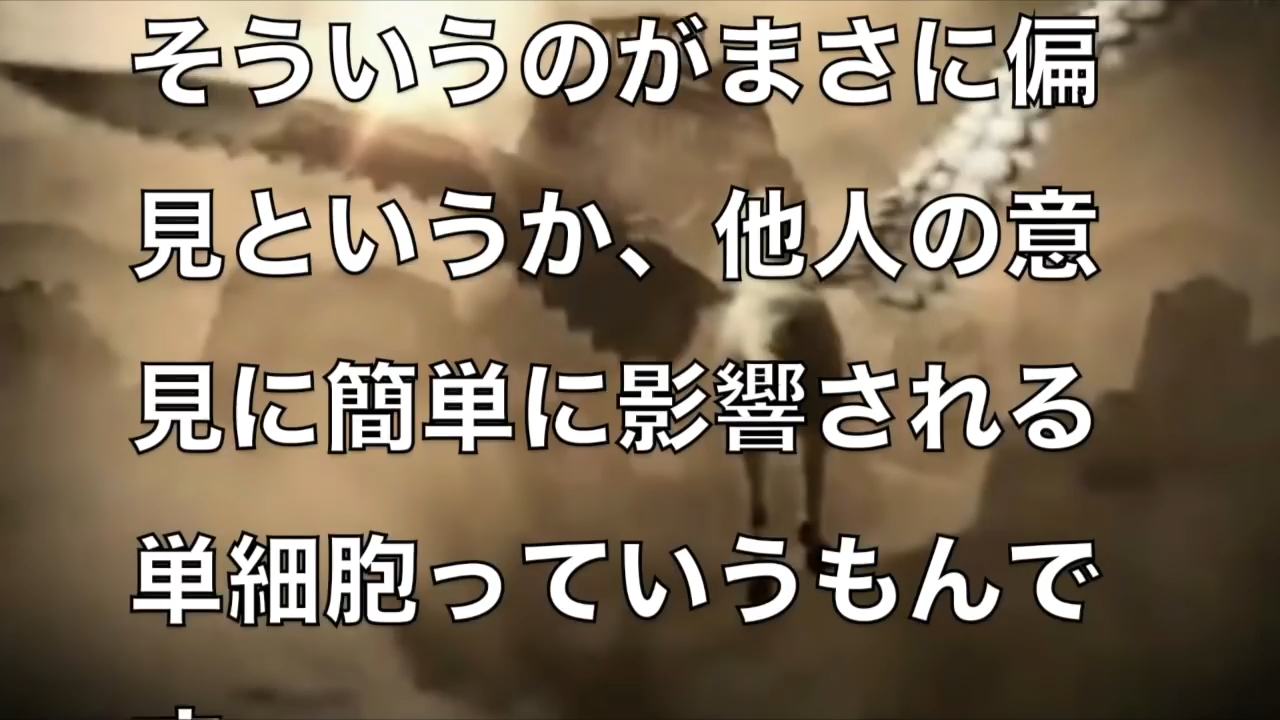 そういうのがまさに偏
見というか、他人の意
見に簡単に影響される
単細胞っていうもんで